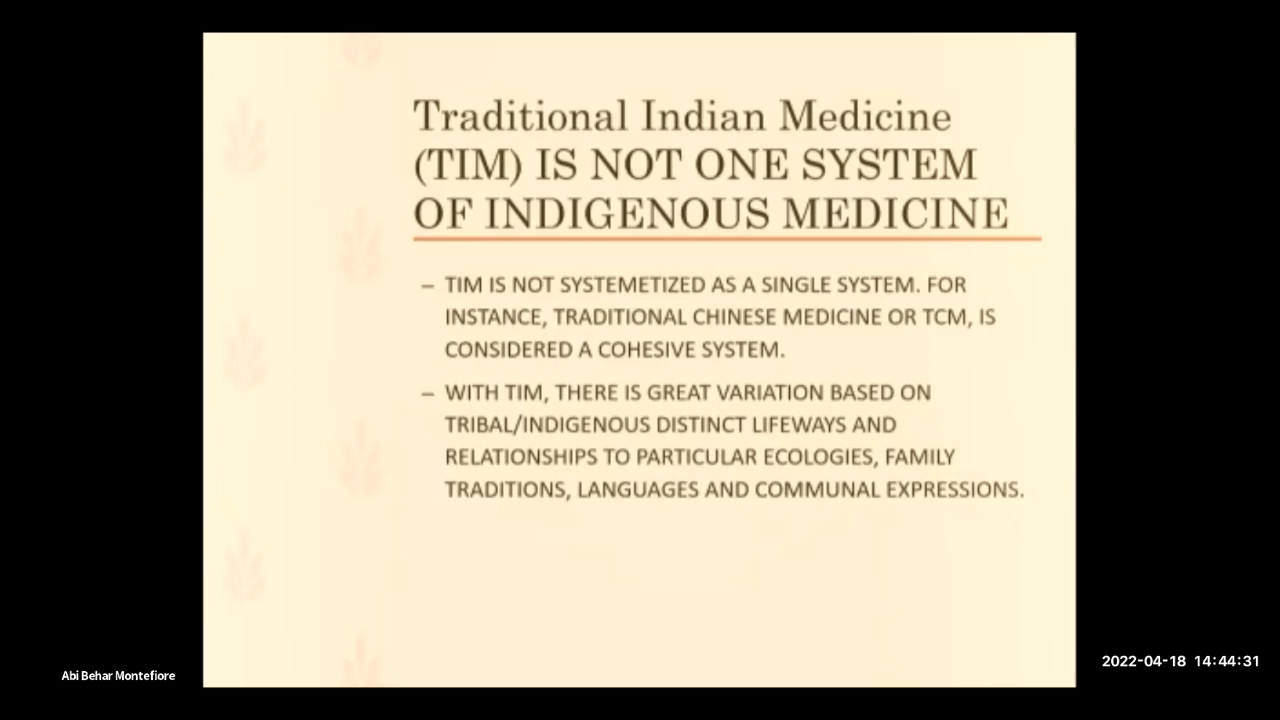 Traditional Indian Medicine
(TIM) IS NOT ONE SYSTEM
OF INDIGENOUS MEDICINE
– TIM IS NOT SYSTEMETIZED AS A SINGLE SYSTEM. FOR
INSTANCE, TRADITIONAL CHINESE MEDICINE OR TCM, IS
CONSIDERED A COHESIVE SYSTEM.
– WITH TIM, THERE IS GREAT VARIATION BASED ON
TRIBAL/INDIGENOUS DISTINCT LIFEWAYS AND
RELATIONSHIPS TO PARTICULAR ECOLOGIES, FAMILY
TRADITIONS, LANGUAGES AND COMMUNAL EXPRESSIONS.
Abi Behar Montefiore
2022-04-18 14:44:31